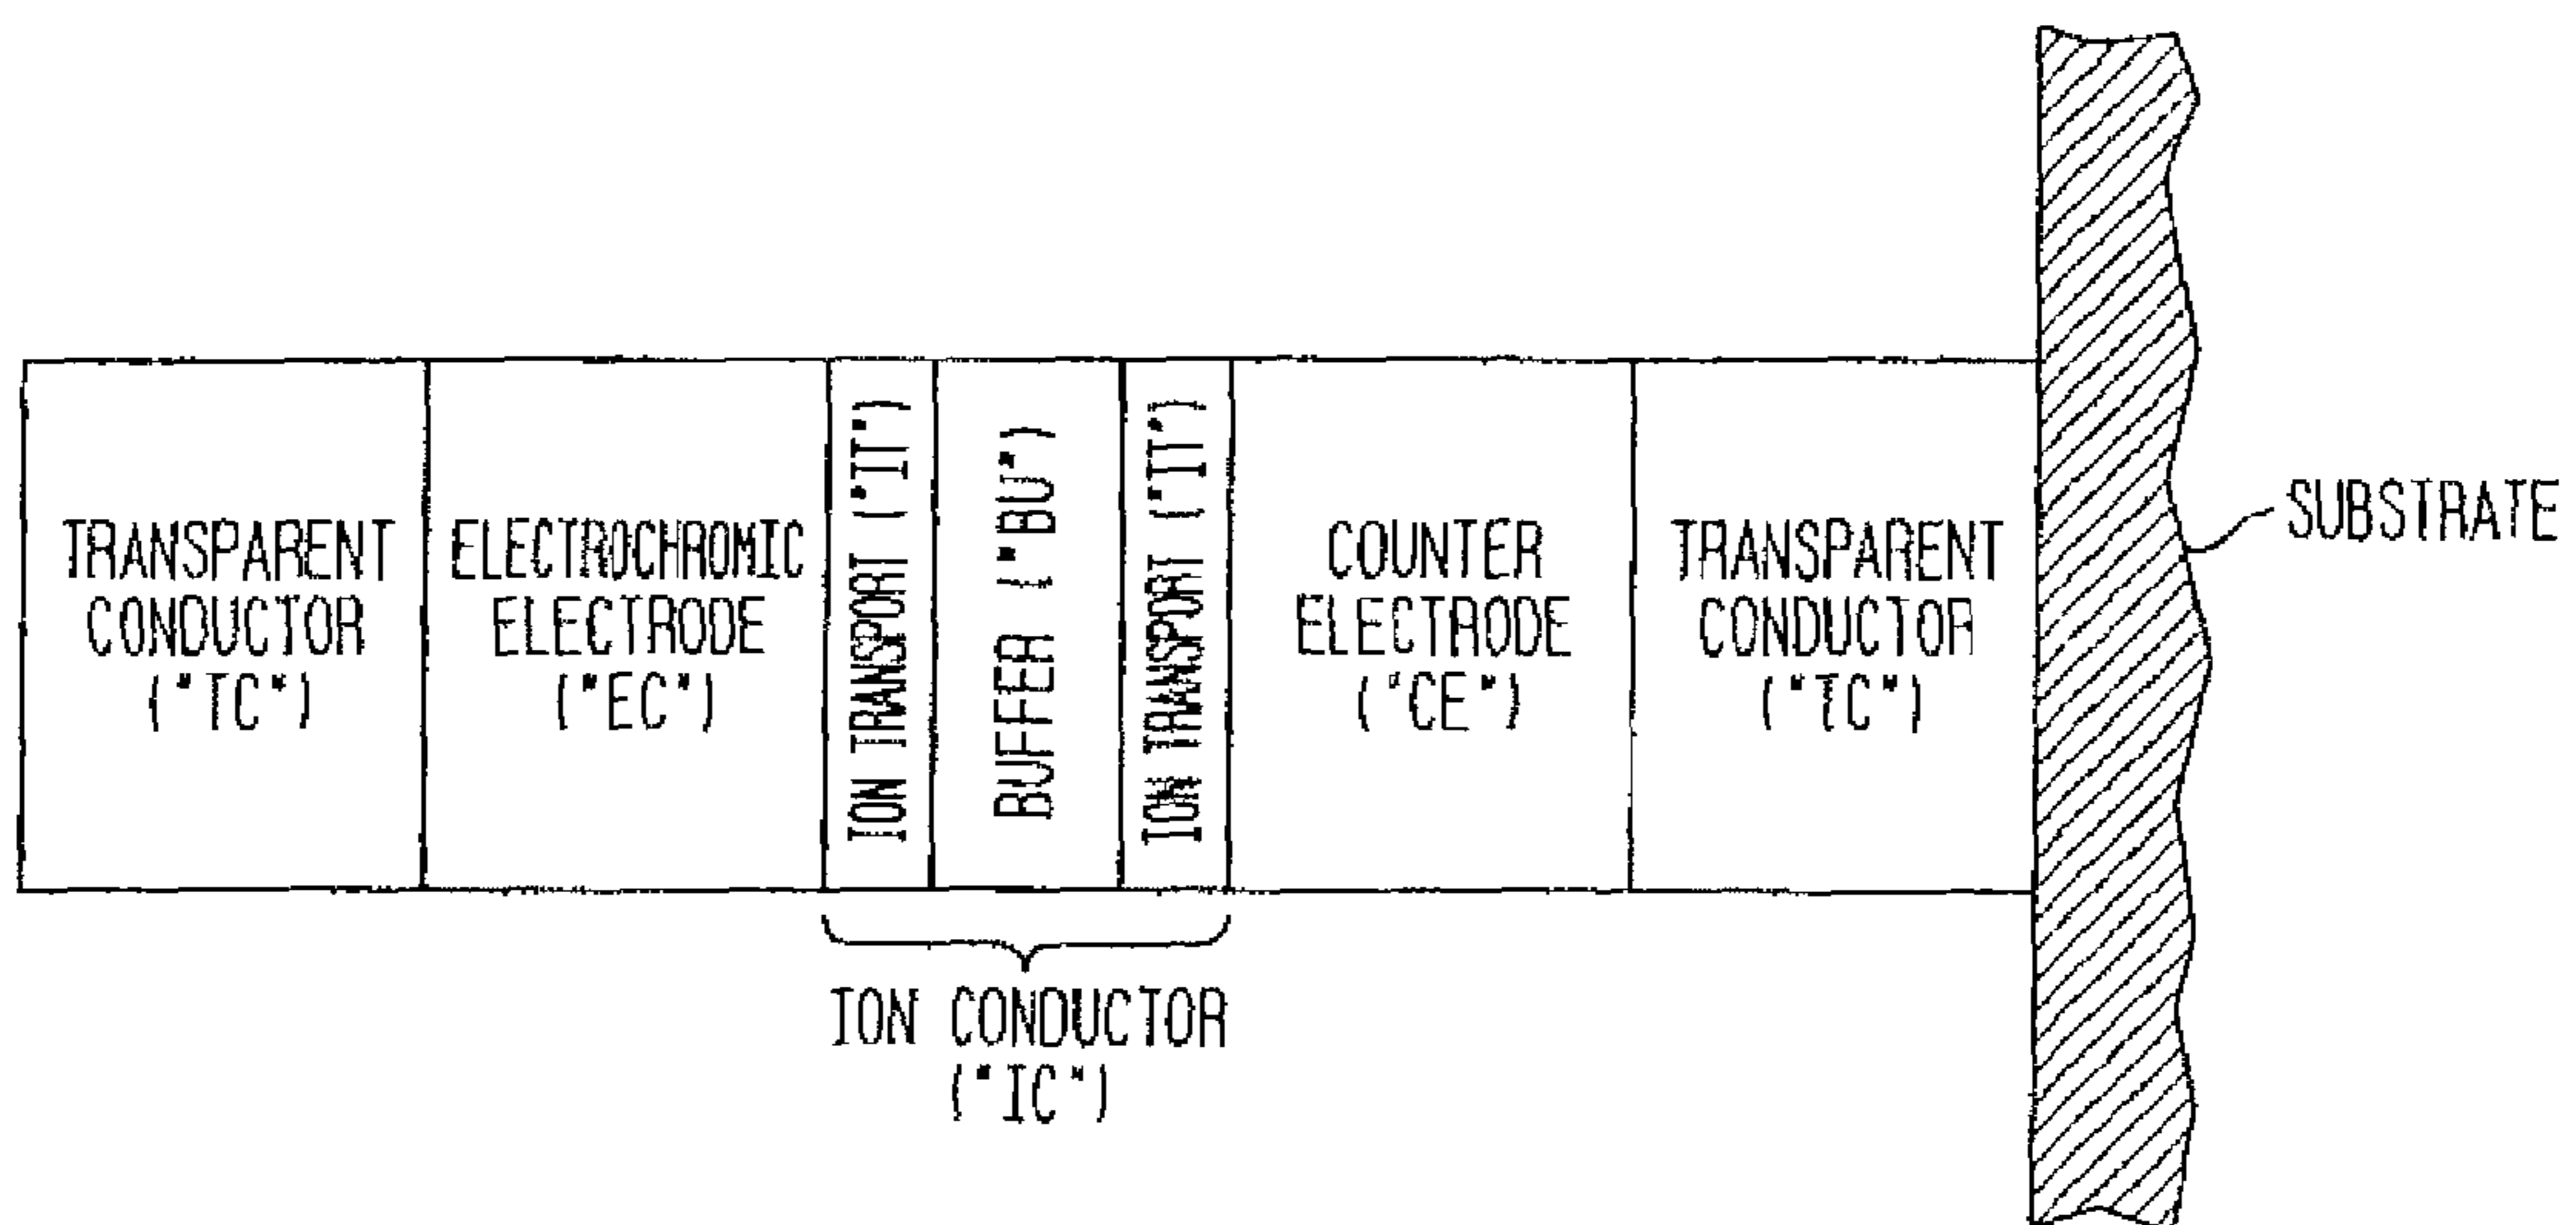 TRANSPARENT
CONDUCTOR
("TC")
ELECTROCHROMIC
ELECTRODE
("EC")
ION TRANSPORT ("IT")
BUFFER ("BU")
ION TRANSPORT ("IT")
COUNTER
ELECTRODE
("CE")
TRANSPARENT
CONDUCTOR
("TC")
SUBSTRATE
ION CONDUCTOR
("IC")